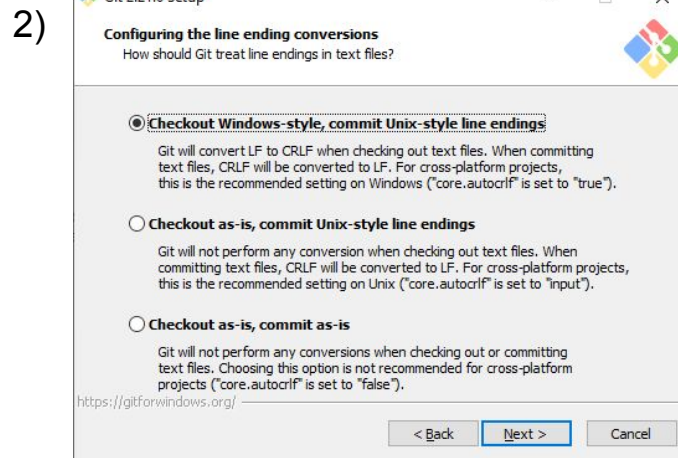 2)
Configuring the line ending conversions
How should Git treat line endings in text files?
Checkout Windows-style, commit Unix-style line endings
Git will convert LF to CRLF when checking out text files. When committing
text files, CRLF will be converted to LF. For cross-platform projects,
this is the recommended setting on Windows ("core.autocrlf" is set to "true").
Checkout as-is, commit Unix-style line endings
Git will not perform any conversion when checking out text files. When
committing text files, CRLF will be converted to LF. For cross-platform projects,
this is the recommended setting on Unix ("core.autocrlf" is set to "input").
Checkout as-is, commit as-is
Git will not perform any conversions when checking out or committing
text files. Choosing this option is not recommended for cross-platform
projects ("core.autocrlf" is set to "false").
https://gitforwindows.org/
< Back Next > Cancel